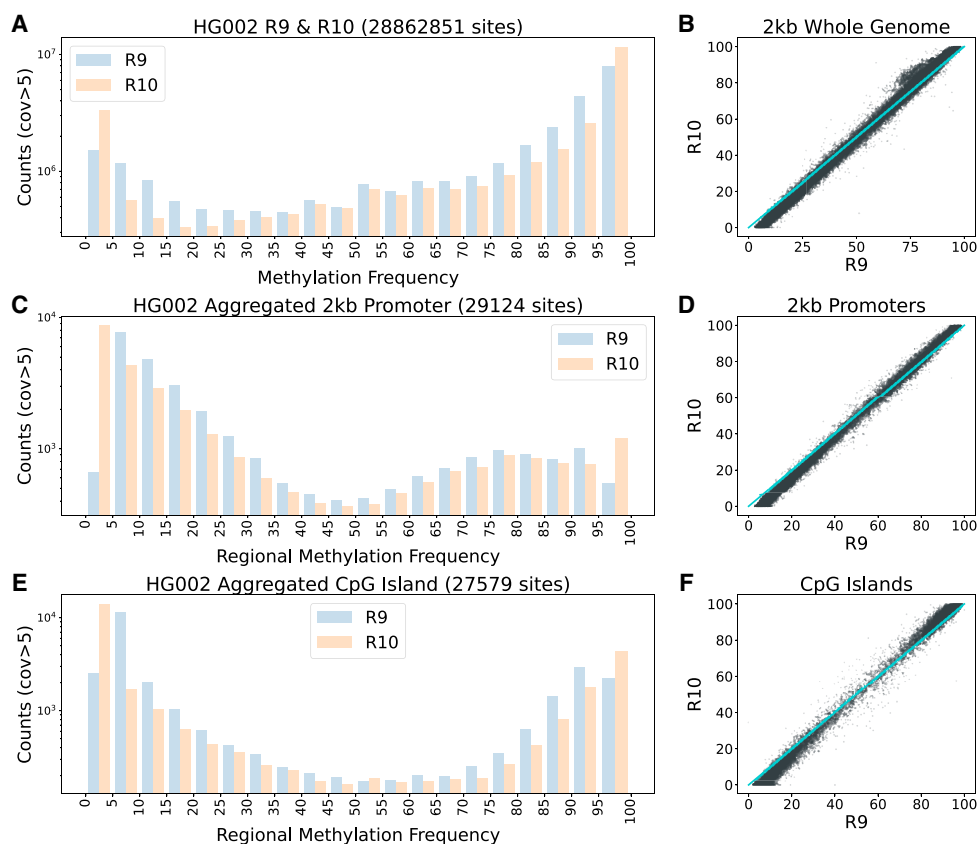 A
HG002 R9 & R10 (28862851 sites)
Counts (cov>5)
10^7
10^6
R9
R10
0 5 10 15 20 25 30 35 40 45 50 55 60 65 70 75 80 85 90 95 100
Methylation Frequency
B
2kb Whole Genome
R10
100
80
60
40
20
0
0 25 50 75 100
R9
C
HG002 Aggregated 2kb Promoter (29124 sites)
Counts (cov>5)
10^4
10^3
R9
R10
0 5 10 15 20 25 30 35 40 45 50 55 60 65 70 75 80 85 90 95 100
Regional Methylation Frequency
D
2kb Promoters
R10
100
80
60
40
20
0
0 20 40 60 80 100
R9
E
HG002 Aggregated CpG Island (27579 sites)
Counts (cov>5)
10^4
10^3
R9
R10
0 5 10 15 20 25 30 35 40 45 50 55 60 65 70 75 80 85 90 95 100
Regional Methylation Frequency
F
CpG Islands
R10
100
80
60
40
20
0
0 20 40 60 80 100
R9